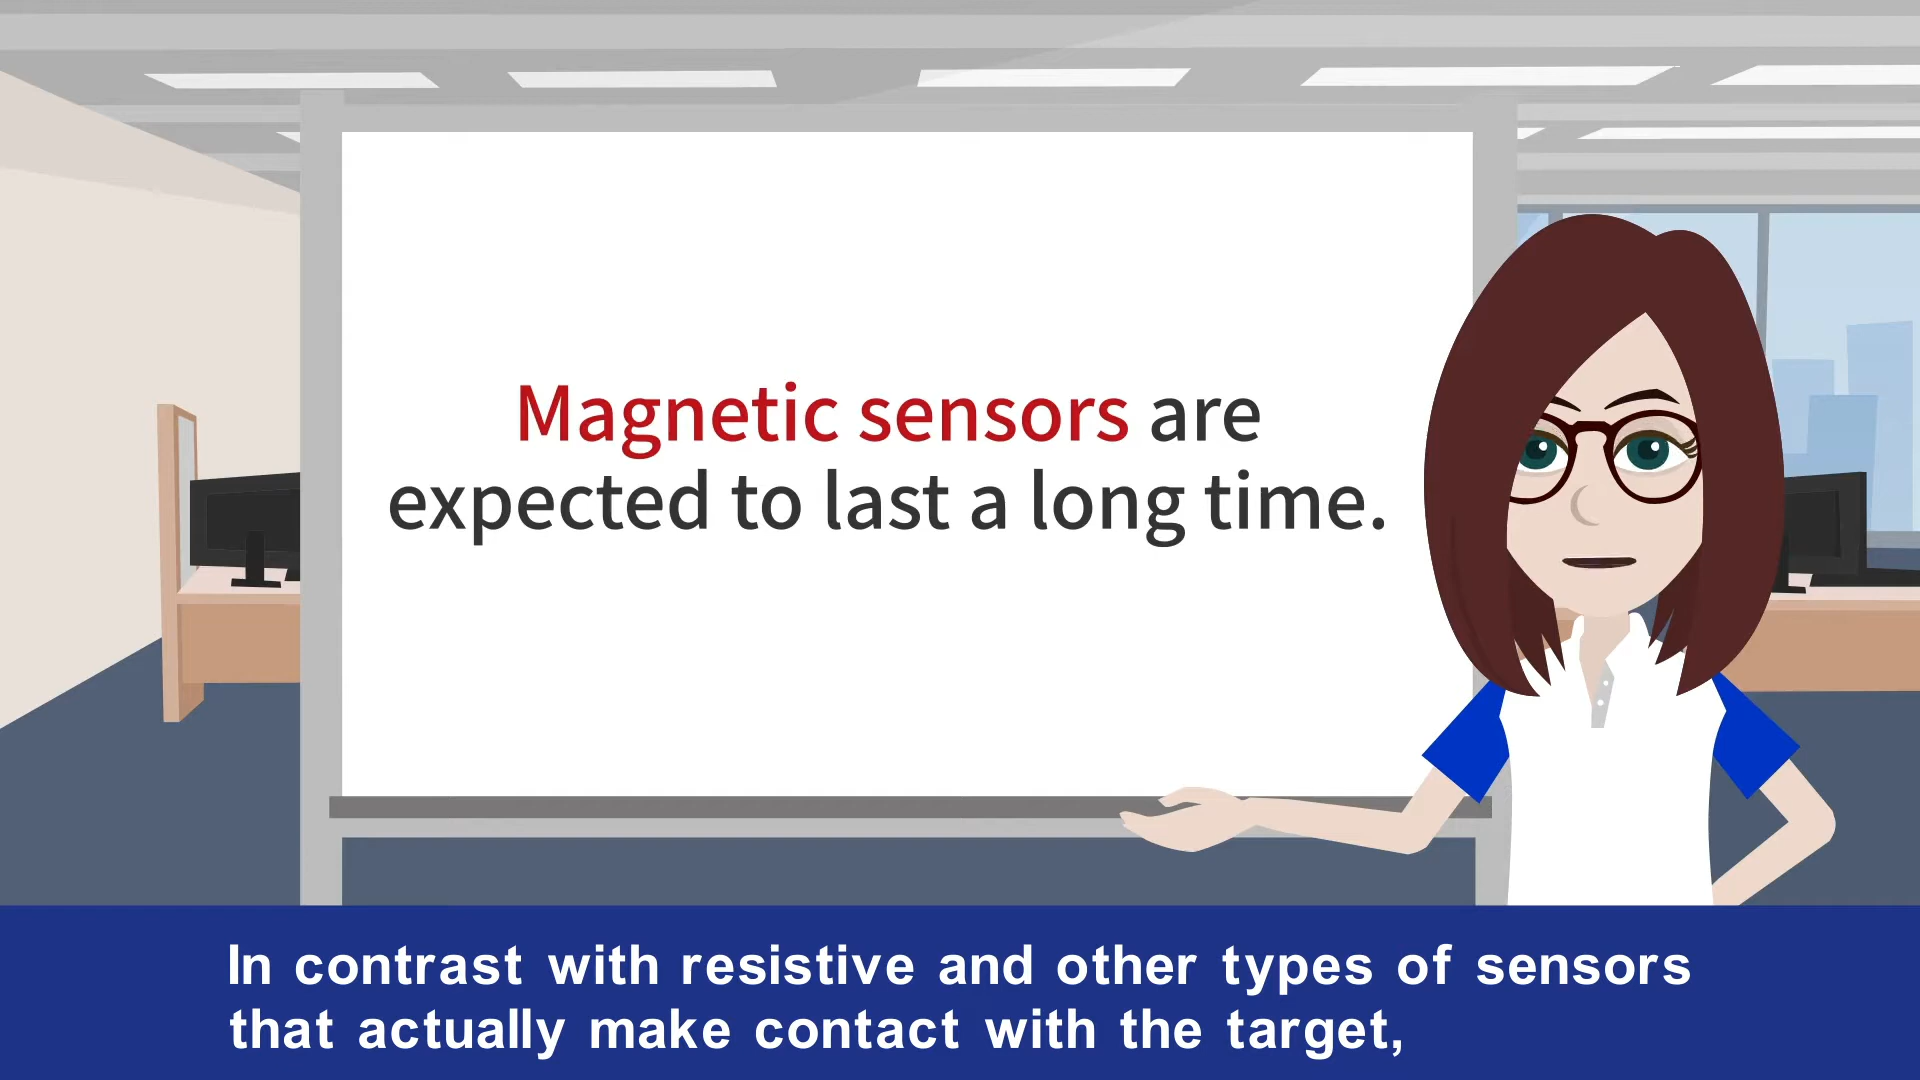 Magnetic sensors are
expected to last a long time.
In contrast with resistive and other types of sensors
that actually make contact with the target,